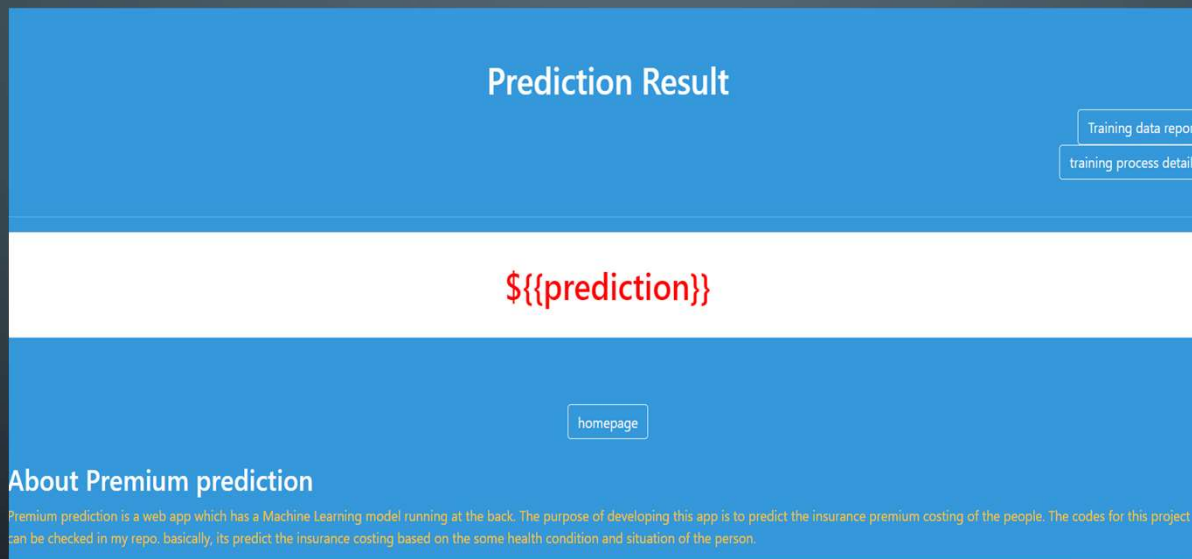 Prediction Result
Training data repor
training process detail
${{prediction}}
homepage
About Premium prediction
Premium prediction is a web app which has a Machine Learning model running at the back. The purpose of developing this app is to predict the insurance premium costing of the people. The codes for this project
can be checked in my repo. basically, its predict the insurance costing based on the some health condition and situation of the person.